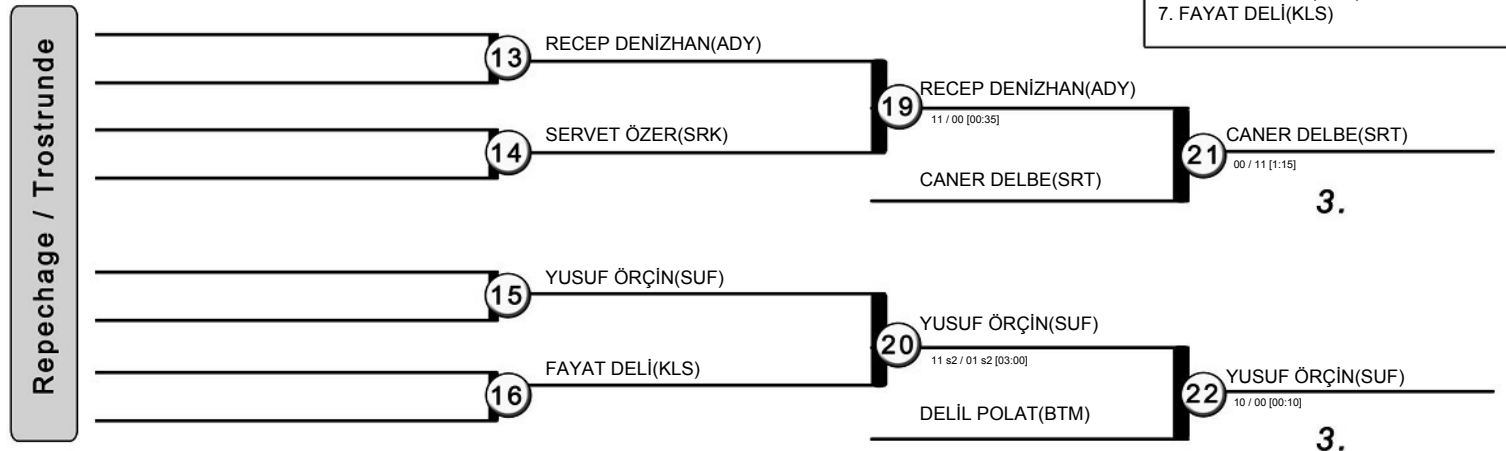 7. FAYAT DELİ(KLS)
Repechage / Trostrunde
13
RECEP DENİZHAN(ADY)
14
SERVET ÖZER(SRK)
19
RECEP DENİZHAN(ADY)
11 / 00 [00:35]
CANER DELBE(SRT)
21
CANER DELBE(SRT)
00 / 11 [1:15]
3.
15
YUSUF ÖRÇİN(SUF)
16
FAYAT DELİ(KLS)
20
YUSUF ÖRÇİN(SUF)
11 s2 / 01 s2 [03:00]
DELİL POLAT(BTM)
22
YUSUF ÖRÇİN(SUF)
10 / 00 [00:10]
3.